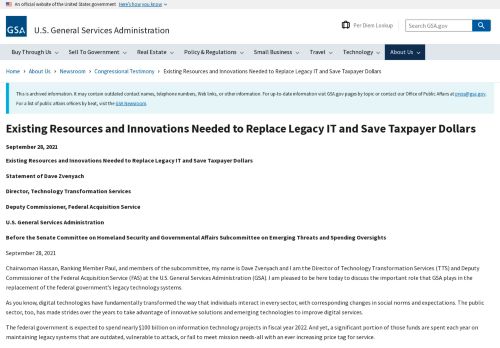 An official website of the United States government Here's how you know
GSA
U.S. General Services Administration
Per Diem Lookup
Search GSA.gov
Buy Through Us
Sell To Government
Real Estate
Policy & Regulations
Small Business
Travel
Technology
About Us
Home › About Us › Newsroom › Congressional Testimony › Existing Resources and Innovations Needed to Replace Legacy IT and Save Taxpayer Dollars
This is archived information. It may contain outdated contact names, telephone numbers, Web links, or other information. For up-to-date information visit GSA.gov pages by topic or contact our Office of Public Affairs at press@gsa.gov.
For a list of public affairs officers by beat, visit the GSA Newsroom.
Existing Resources and Innovations Needed to Replace Legacy IT and Save Taxpayer Dollars
September 28, 2021
Existing Resources and Innovations Needed to Replace Legacy IT and Save Taxpayer Dollars
Statement of Dave Zvenyach
Director, Technology Transformation Services
Deputy Commissioner, Federal Acquisition Service
U.S. General Services Administration
Before the Senate Committee on Homeland Security and Governmental Affairs Subcommittee on Emerging Threats and Spending Oversights
September 28, 2021
Chairwoman Hassan, Ranking Member Paul, and members of the subcommittee, my name is Dave Zvenyach and I am the Director of Technology Transformation Services (TTS) and Deputy
Commissioner of the Federal Acquisition Service (FAS) at the U.S. General Services Administration (GSA). I am pleased to be here today to discuss the important role that GSA plays in the
replacement of the federal government's legacy technology systems.
As you know, digital technologies have fundamentally transformed the way that individuals interact in every sector, with corresponding changes in social norms and expectations. The public
sector, too, has made strides over the years to take advantage of innovative solutions and emerging technologies to improve digital services.
The federal government is expected to spend nearly $100 billion on information technology projects in fiscal year 2022. And yet, a significant portion of those funds are spent each year on
maintaining legacy systems that are outdated, vulnerable to attack, or fail to meet mission needs-all with an ever increasing price tag for service.